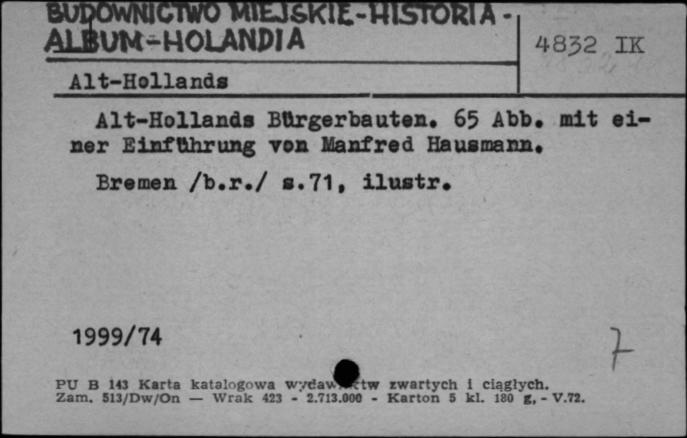 BUDOWNICTWO MIEJSKIE-HISTORIA-
ALBUM-HOLANDIA
4832 IK
Alt-Hollands
Alt-Hollands Bürgerbauten. 65 Abb. mit ei-
ner Einführung von Manfred Hausmann.
Bremen /b.r./ s.71, ilustr.
1999/74
7
PU B 143 Karta katalogowa wydawnictw zwartych i ciągłych.
Zam. 513/Dw/On — Wrak 423 - 2.713.000 - Karton 5 kl. 180 g, - V.72.